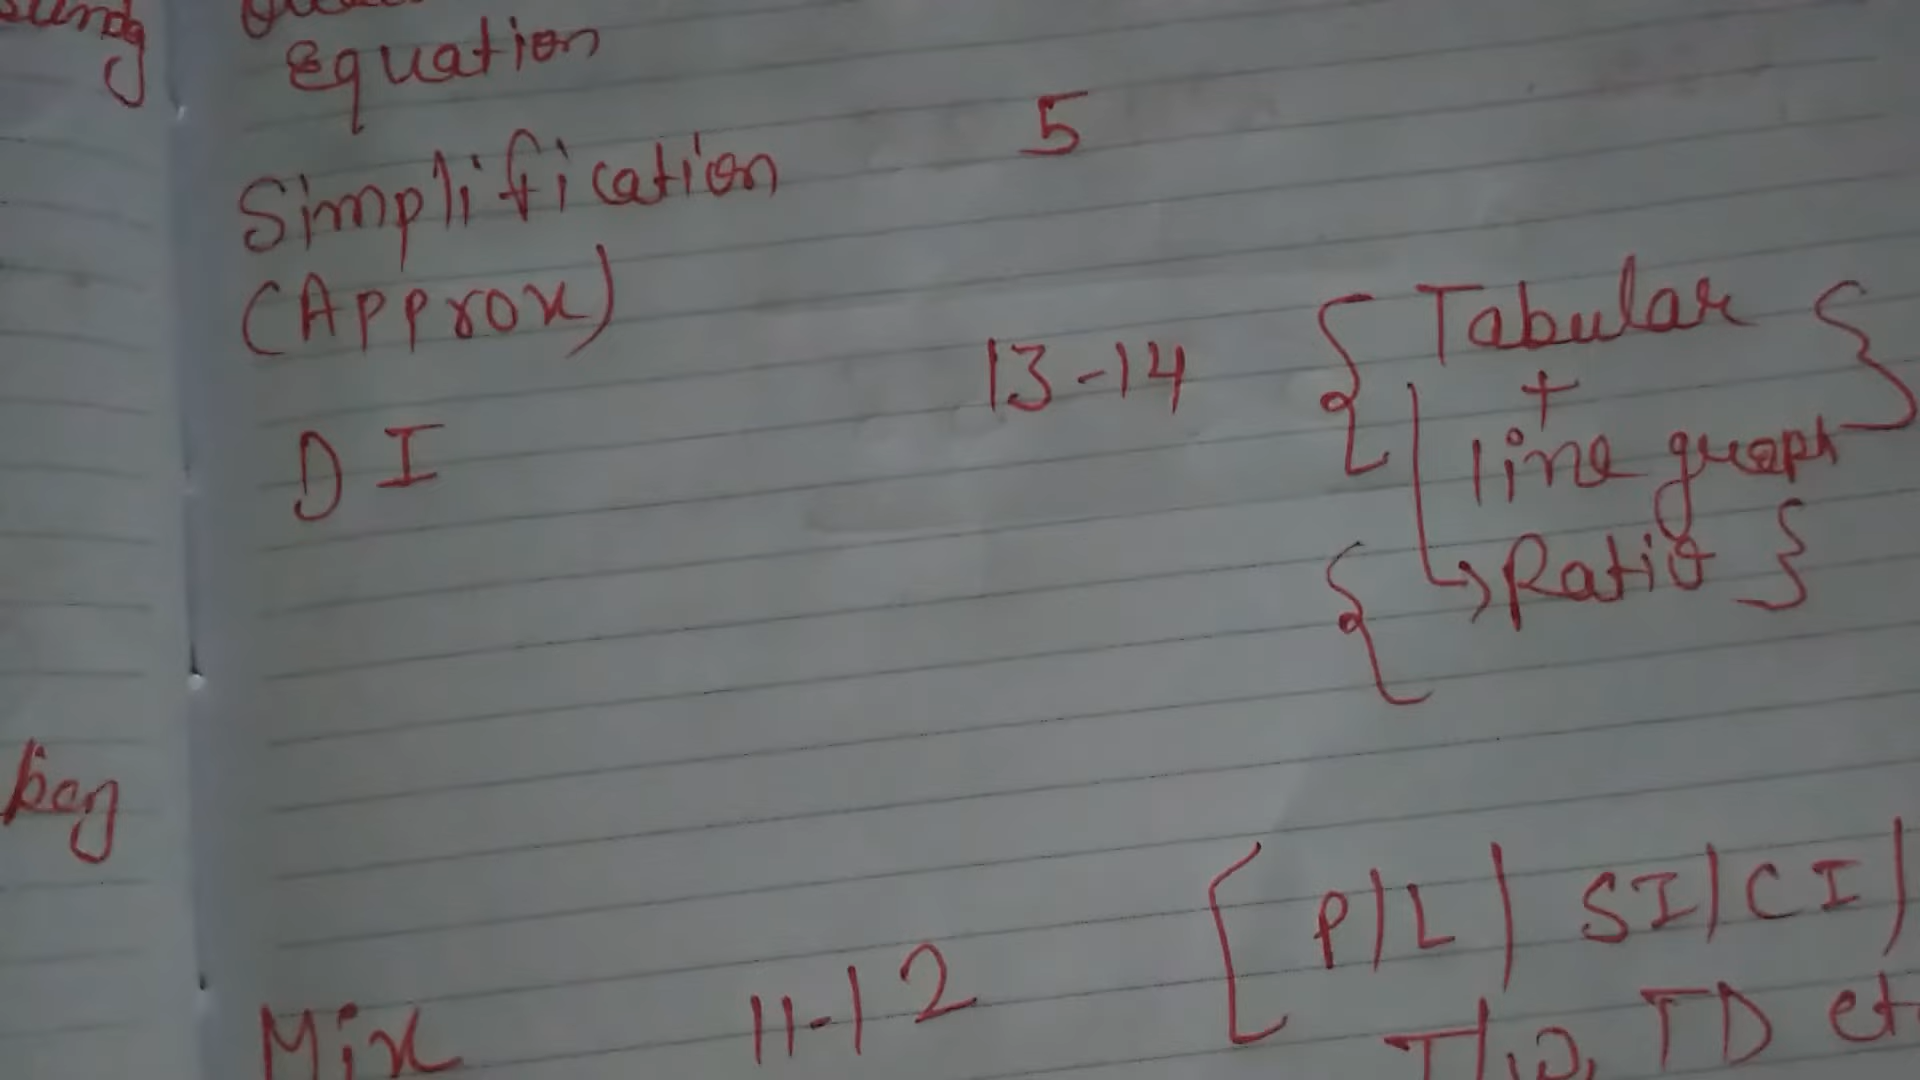 Equation
Simplification 5
(Approx)
DI 13-14 { Tabular }
+
line graph
{ → Ratio }
Mix 11-12 [ P/L | SI/CI |
T/W, TD etc